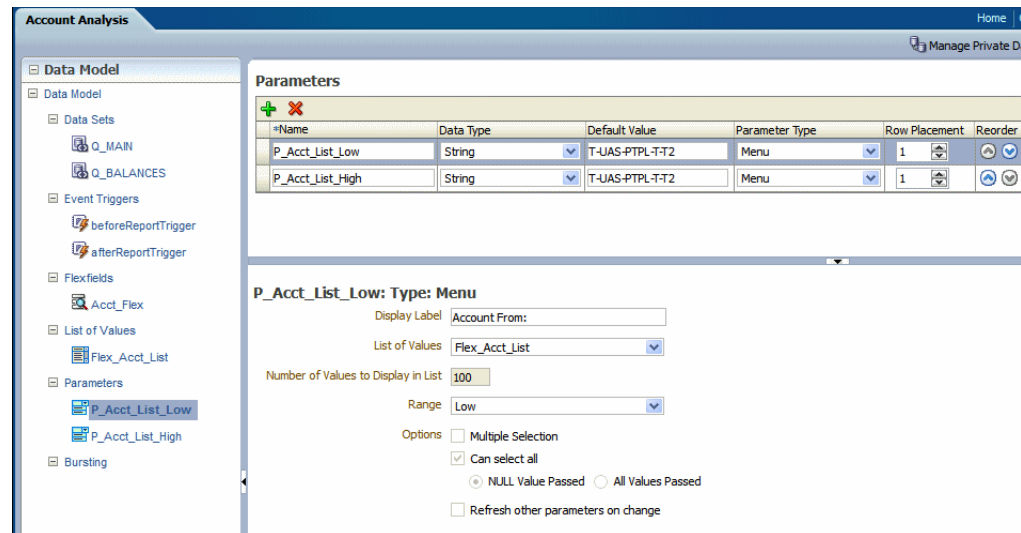 Account Analysis
Home
Manage Private D
Data Model
Data Model
Data Sets
Q_MAIN
Q_BALANCES
Event Triggers
beforeReportTrigger
afterReportTrigger
Flexfields
Acct_Flex
List of Values
Flex_Acct_List
Parameters
P_Acct_List_Low
P_Acct_List_High
Bursting
Parameters
*Name Data Type Default Value Parameter Type Row Placement Reorder
P_Acct_List_Low String T-UAS-PTPL-T-T2 Menu 1
P_Acct_List_High String T-UAS-PTPL-T-T2 Menu 1
P_Acct_List_Low: Type: Menu
Display Label Account From:
List of Values Flex_Acct_List
Number of Values to Display in List 100
Range Low
Options Multiple Selection
Can select all
NULL Value Passed All Values Passed
Refresh other parameters on change